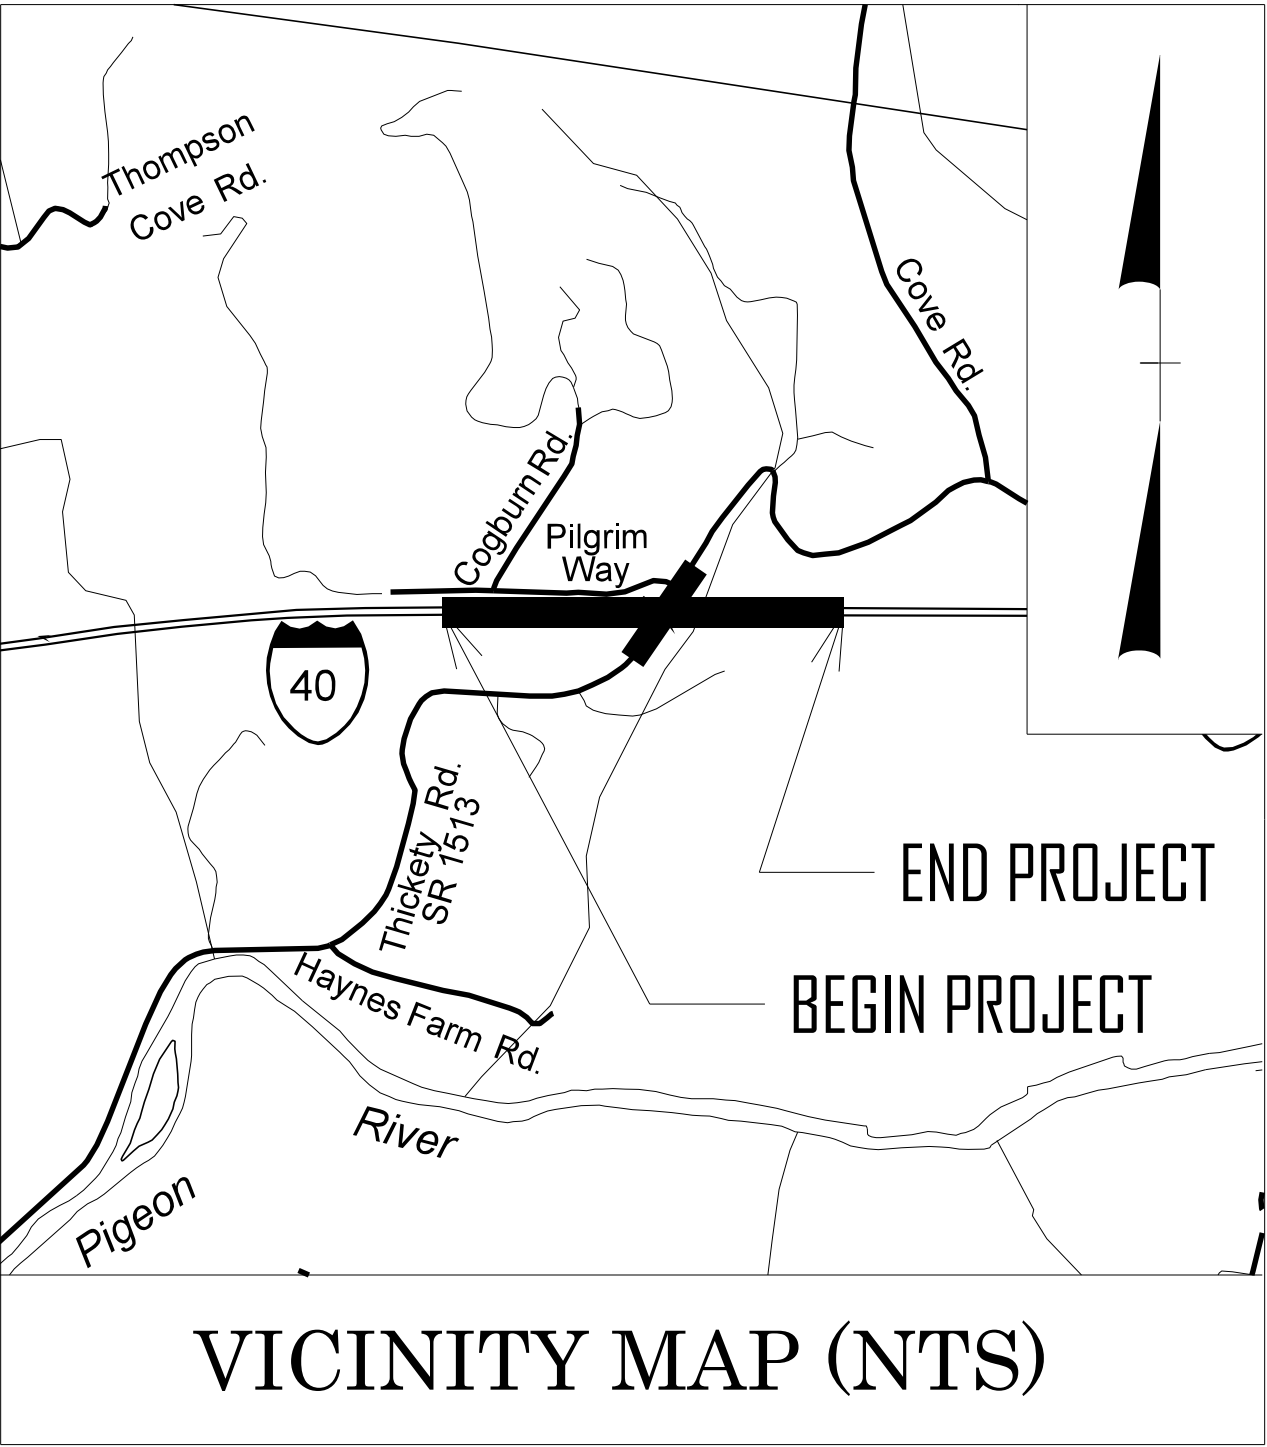 Thompson
Cove Rd.
Cove Rd.
Cogburn Rd.
Pilgrim
Way
40
Thickety Rd.
SR 1513
END PROJECT
BEGIN PROJECT
Haynes Farm Rd.
River
Pigeon
VICINITY MAP (NTS)